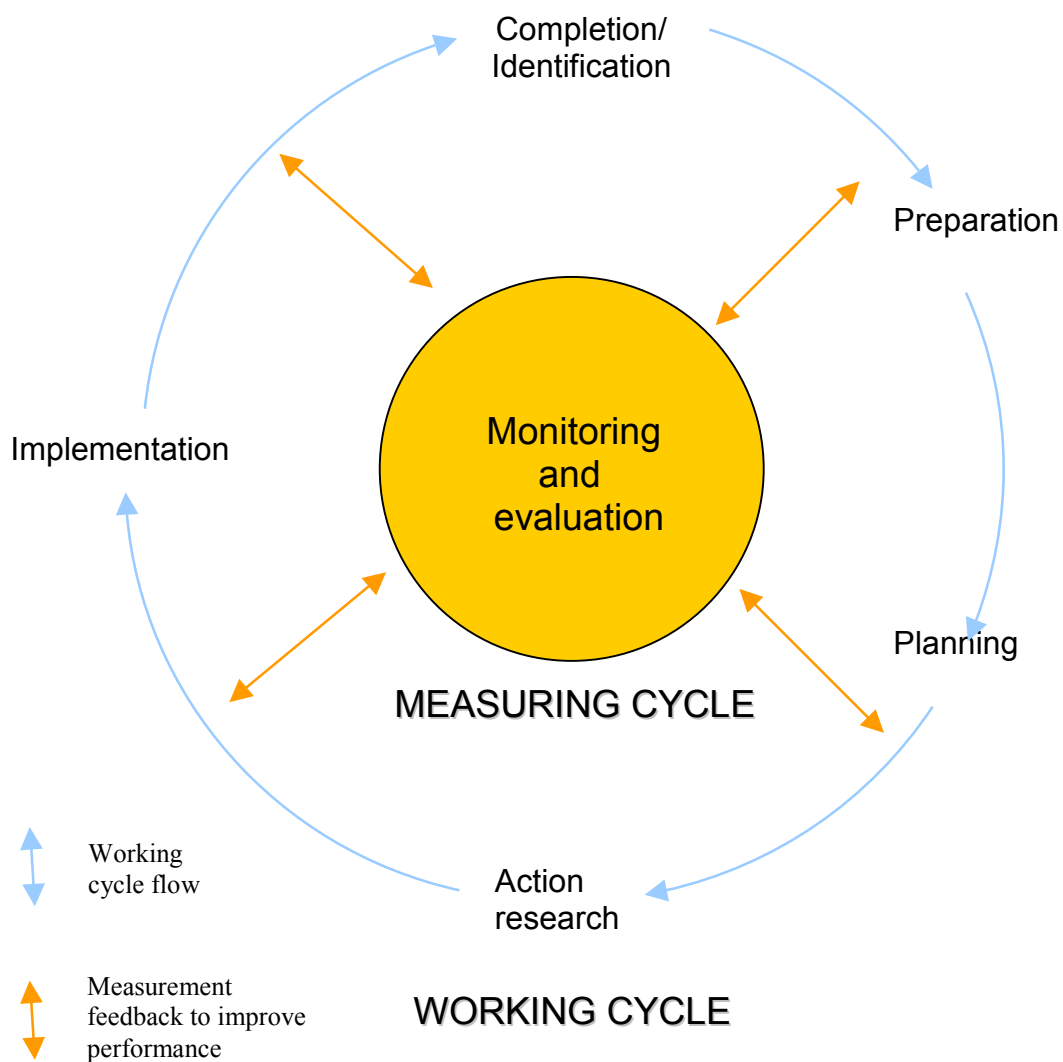 Completion/
Identification
Preparation
Implementation
Monitoring
and
evaluation
Planning
MEASURING CYCLE
Working
cycle flow
Action
research
Measurement
feedback to improve
performance
WORKING CYCLE